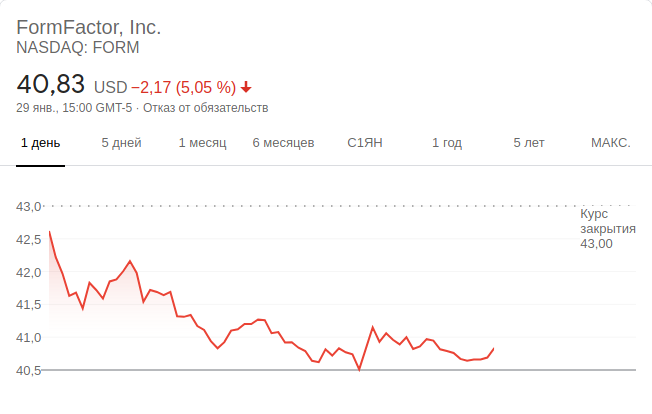 FormFactor, Inc.
NASDAQ: FORM
40,83 USD −2,17 (5,05 %)
29 янв., 15:00 GMT-5 · Отказ от обязательств
1 день 5 дней 1 месяц 6 месяцев С1ЯН 1 год 5 лет МАКС.
43,0
Курс
закрытия
43,00
42,5
42,0
41,5
41,0
40,5